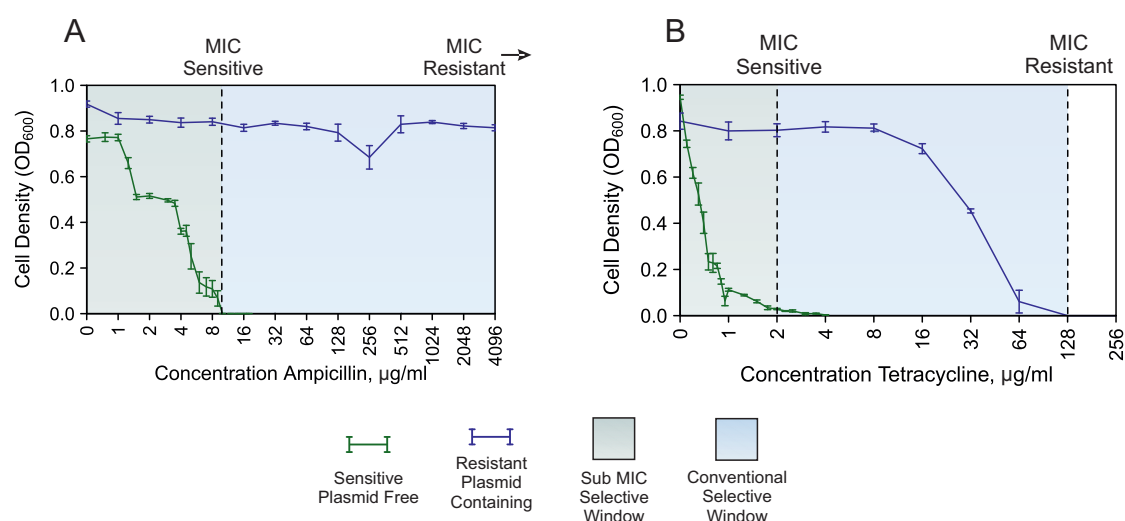 A
MIC
Sensitive
MIC
Resistant
1.0
0.8
0.6
0.4
0.2
0.0
Cell Density (OD600)
0
1
2
4
8
16
32
64
128
256
512
1024
2048
4096
Concentration Ampicillin, µg/ml
B
MIC
Sensitive
MIC
Resistant
1.0
0.8
0.6
0.4
0.2
0.0
Cell Density (OD600)
0
1
2
4
8
16
32
64
128
256
Concentration Tetracycline, µg/ml
Sensitive
Plasmid Free
Resistant
Plasmid
Containing
Sub MIC
Selective
Window
Conventional
Selective
Window